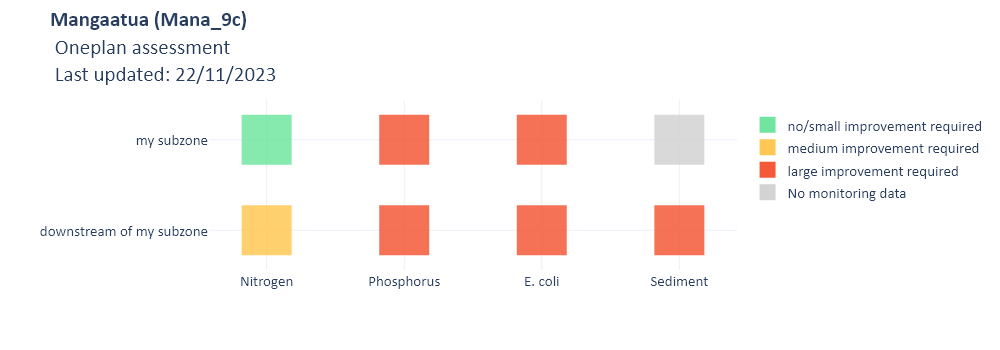 Mangaatua (Mana_9c)
Oneplan assessment
Last updated: 22/11/2023
my subzone
downstream of my subzone
Nitrogen
Phosphorus
E. coli
Sediment
no/small improvement required
medium improvement required
large improvement required
No monitoring data